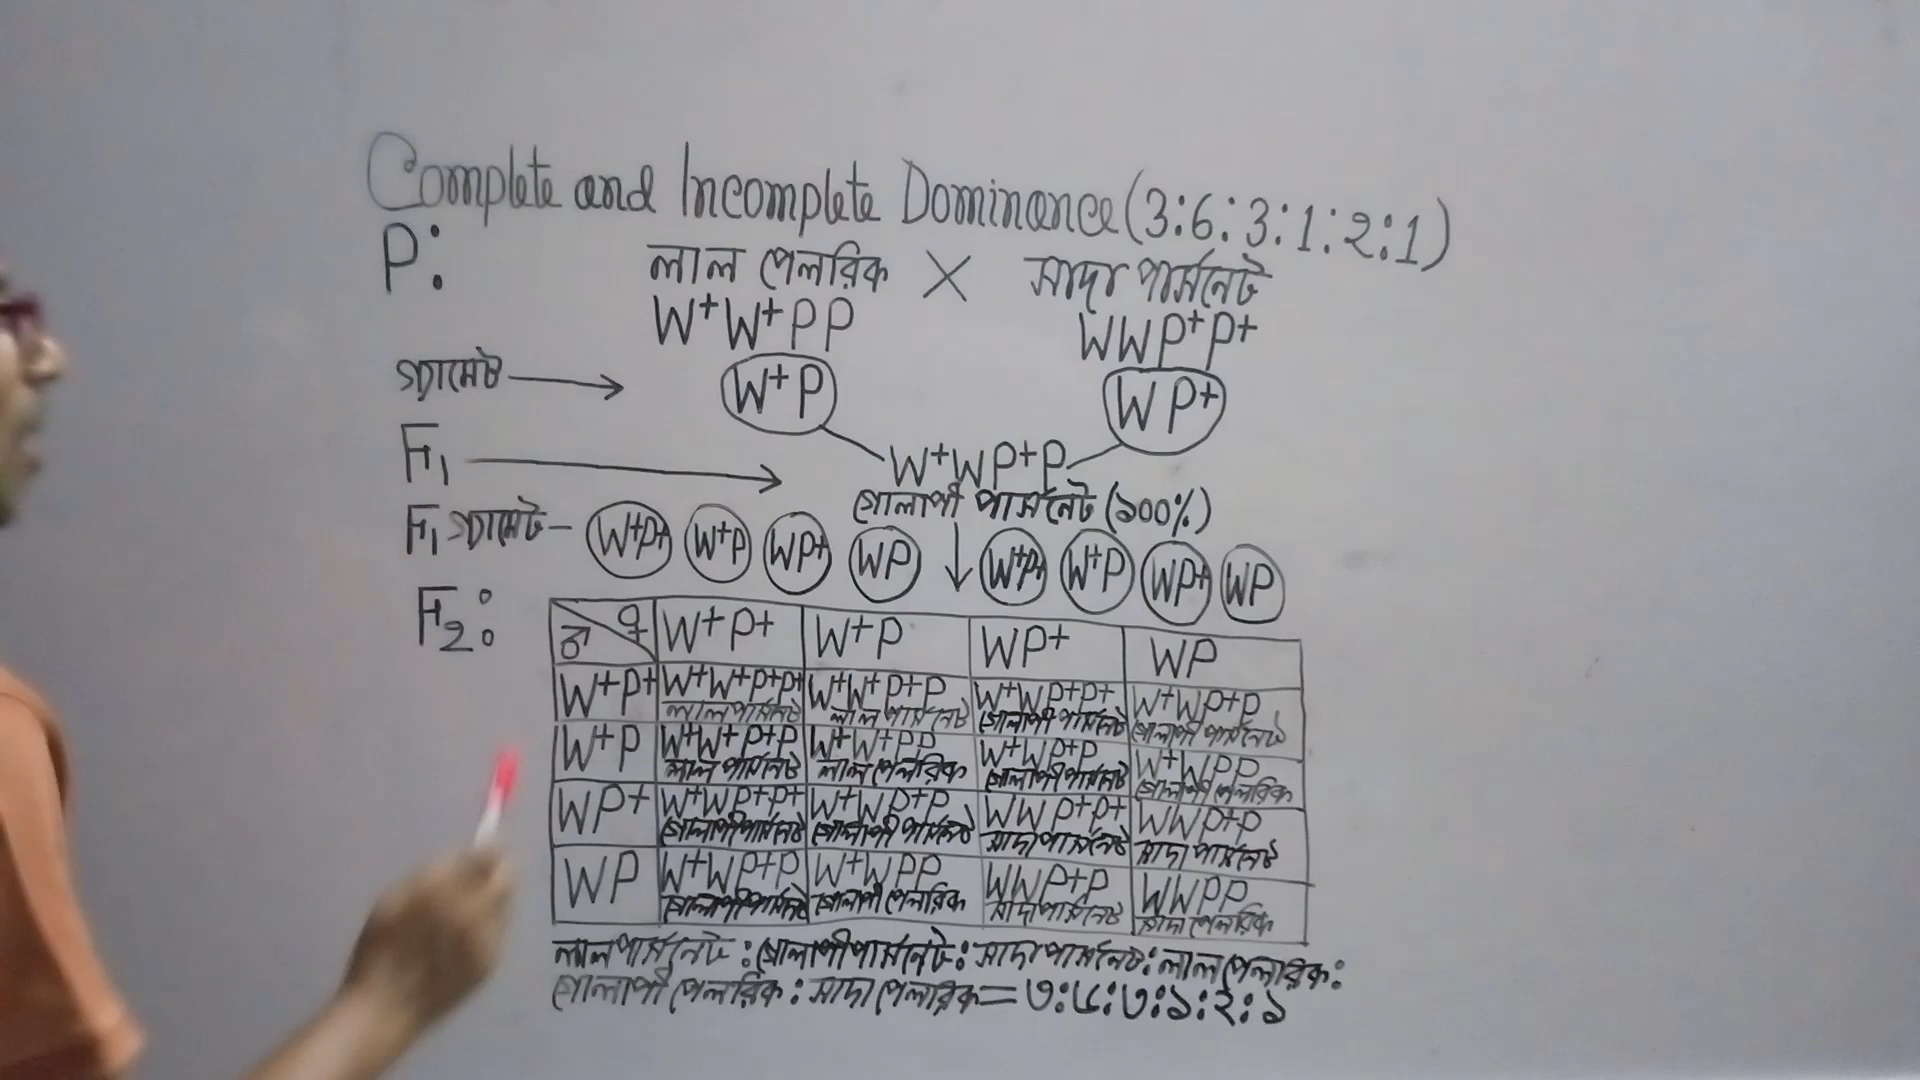 Complete and Incomplete Dominance (3:6:3:1:2:1)
P: লাল পেলরিক X সাদা পার্সনেট
W+W+PP WWP+P+
গ্যামেট → W+P WP+
F1 → W+WP+P
গোলাপী পার্সনেট (১০০%)
F1 গ্যামেট - W+P+ W+P WP+ WP ↓ W+P+ W+P WP+ WP
F2:
♂ ♀ W+P+ W+P WP+ WP
W+P+ W+W+P+P+ W+W+P+P W+WP+P+ W+WP+P
লাল পার্সনেট লাল পার্সনেট গোলাপী পার্সনেট গোলাপী পার্সনেট
W+P W+W+P+P W+W+PP W+WP+P W+WPP
লাল পার্সনেট লাল পেলরিক গোলাপী পার্সনেট গোলাপী পেলরিক
WP+ W+WP+P+ W+WP+P WWP+P+ WWP+P
গোলাপী পার্সনেট গোলাপী পার্সনেট সাদা পার্সনেট সাদা পার্সনেট
WP W+WP+P W+WPP WWP+P WWPP
গোলাপী পার্সনেট গোলাপী পেলরিক সাদা পার্সনেট সাদা পেলরিক
লাল পার্সনেট : গোলাপী পার্সনেট : সাদা পার্সনেট : লাল পেলরিক :
গোলাপী পেলরিক : সাদা পেলরিক = ৩:৬:৩:১:২:১